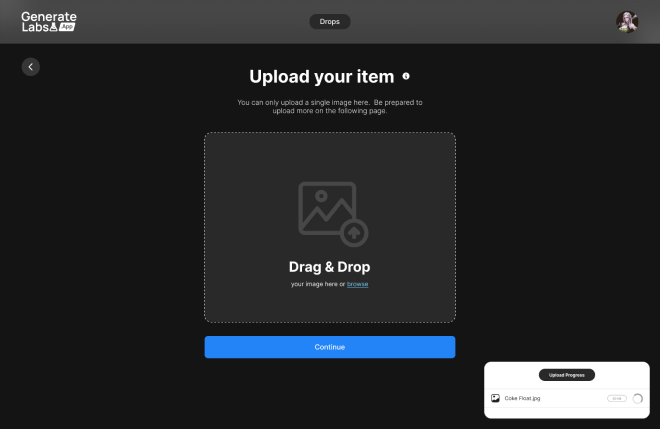 Generate
Labs App
Drops
Upload your item
You can only upload a single image here. Be prepared to
upload more on the following page.
Drag & Drop
your image here or browse
Continue
Upload Progress
Coke Float.jpg